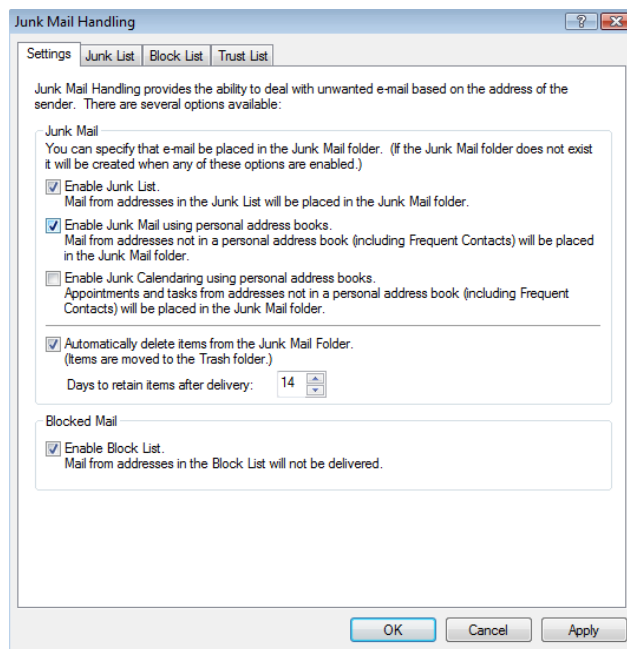 Junk Mail Handling
Settings Junk List Block List Trust List
Junk Mail Handling provides the ability to deal with unwanted e-mail based on the address of the
sender. There are several options available:
Junk Mail
You can specify that e-mail be placed in the Junk Mail folder. (If the Junk Mail folder does not exist
it will be created when any of these options are enabled.)
Enable Junk List.
Mail from addresses in the Junk List will be placed in the Junk Mail folder.
Enable Junk Mail using personal address books.
Mail from addresses not in a personal address book (including Frequent Contacts) will be placed
in the Junk Mail folder.
Enable Junk Calendaring using personal address books.
Appointments and tasks from addresses not in a personal address book (including Frequent
Contacts) will be placed in the Junk Mail folder.
Automatically delete items from the Junk Mail Folder.
(Items are moved to the Trash folder.)
Days to retain items after delivery: 14
Blocked Mail
Enable Block List.
Mail from addresses in the Block List will not be delivered.
OK Cancel Apply